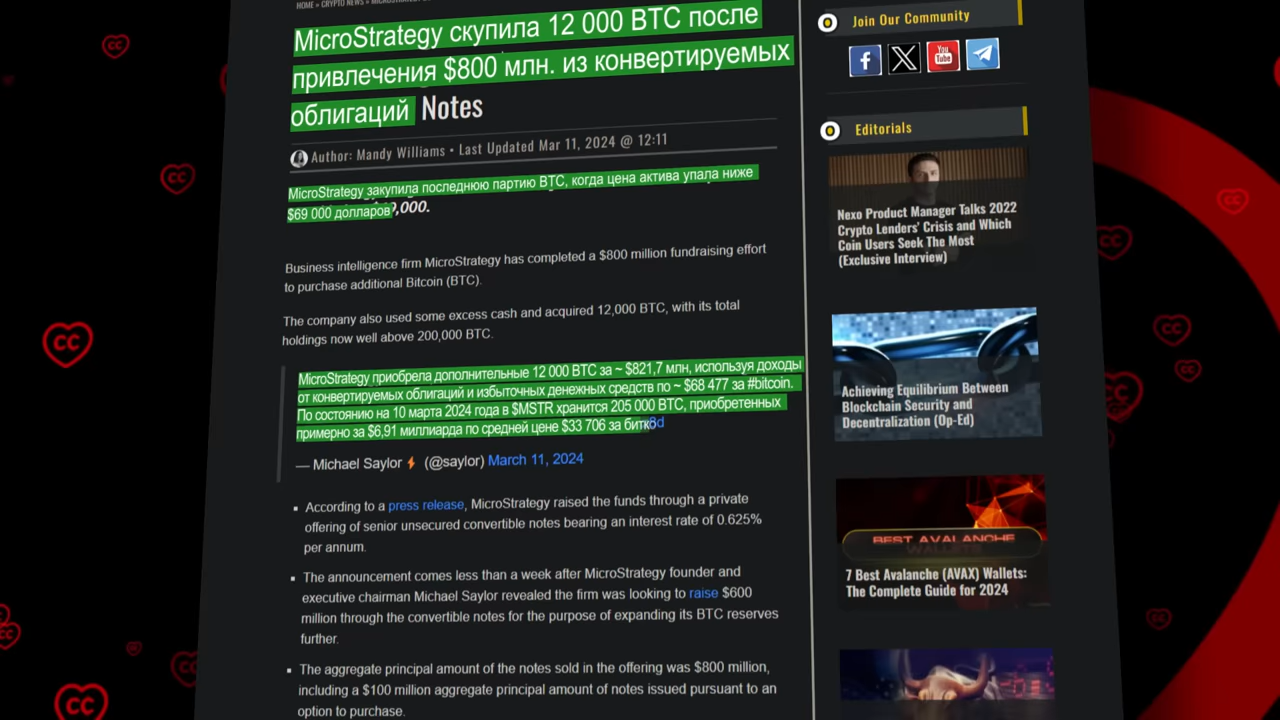 HOME » CRYPTO NEWS »
MicroStrategy скупила 12 000 BTC после
привлечения $800 млн. из конвертируемых
облигаций Notes
Author: Mandy Williams • Last Updated Mar 11, 2024 @ 12:11
MicroStrategy закупила последнюю партию BTC, когда цена актива упала ниже
$69 000 долларов ,000.
Business intelligence firm MicroStrategy has completed a $800 million fundraising effort
to purchase additional Bitcoin (BTC).
The company also used some excess cash and acquired 12,000 BTC, with its total
holdings now well above 200,000 BTC.
MicroStrategy приобрела дополнительные 12 000 BTC за ~ $821,7 млн, используя доходы
от конвертируемых облигаций и избыточных денежных средств по ~ $68 477 за #bitcoin.
По состоянию на 10 марта 2024 года в $MSTR хранится 205 000 BTC, приобретенных
примерно за $6,91 миллиарда по средней цене $33 706 за битк
— Michael Saylor⚡ (@saylor) March 11, 2024
▪ According to a press release, MicroStrategy raised the funds through a private
offering of senior unsecured convertible notes bearing an interest rate of 0.625%
per annum.
▪ The announcement comes less than a week after MicroStrategy founder and
executive chairman Michael Saylor revealed the firm was looking to raise $600
million through the convertible notes for the purpose of expanding its BTC reserves
further.
▪ The aggregate principal amount of the notes sold in the offering was $800 million,
including a $100 million aggregate principal amount of notes issued pursuant to an
option to purchase.
Join Our Community
You
Tube
Editorials
Nexo Product Manager Talks 2022
Crypto Lenders' Crisis and Which
Coin Users Seek The Most
(Exclusive Interview)
Achieving Equilibrium Between
Blockchain Security and
Decentralization (Op-Ed)
BEST AVALANCHE
WALLETS
7 Best Avalanche (AVAX) Wallets:
The Complete Guide for 2024